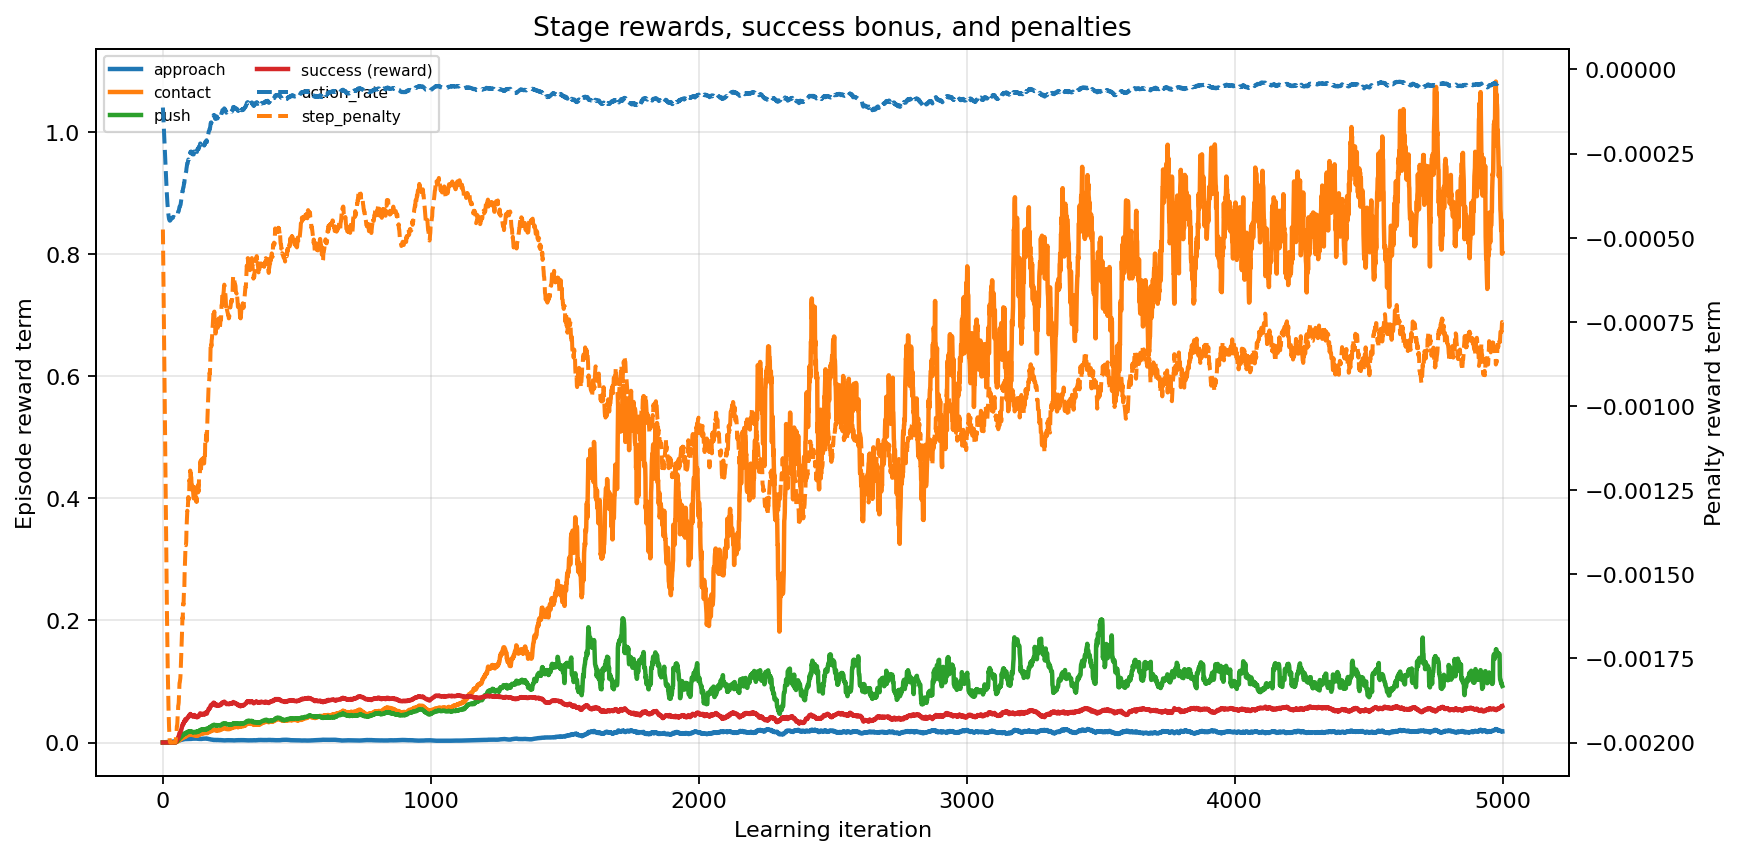 Stage rewards, success bonus, and penalties
approach
contact
push
success (reward)
action_rate
step_penalty
Episode reward term
1.0
0.8
0.6
0.4
0.2
0.0
0.00000
−0.00025
−0.00050
−0.00075
−0.00100
−0.00125
−0.00150
−0.00175
−0.00200
Penalty reward term
0
1000
2000
3000
4000
5000
Learning iteration